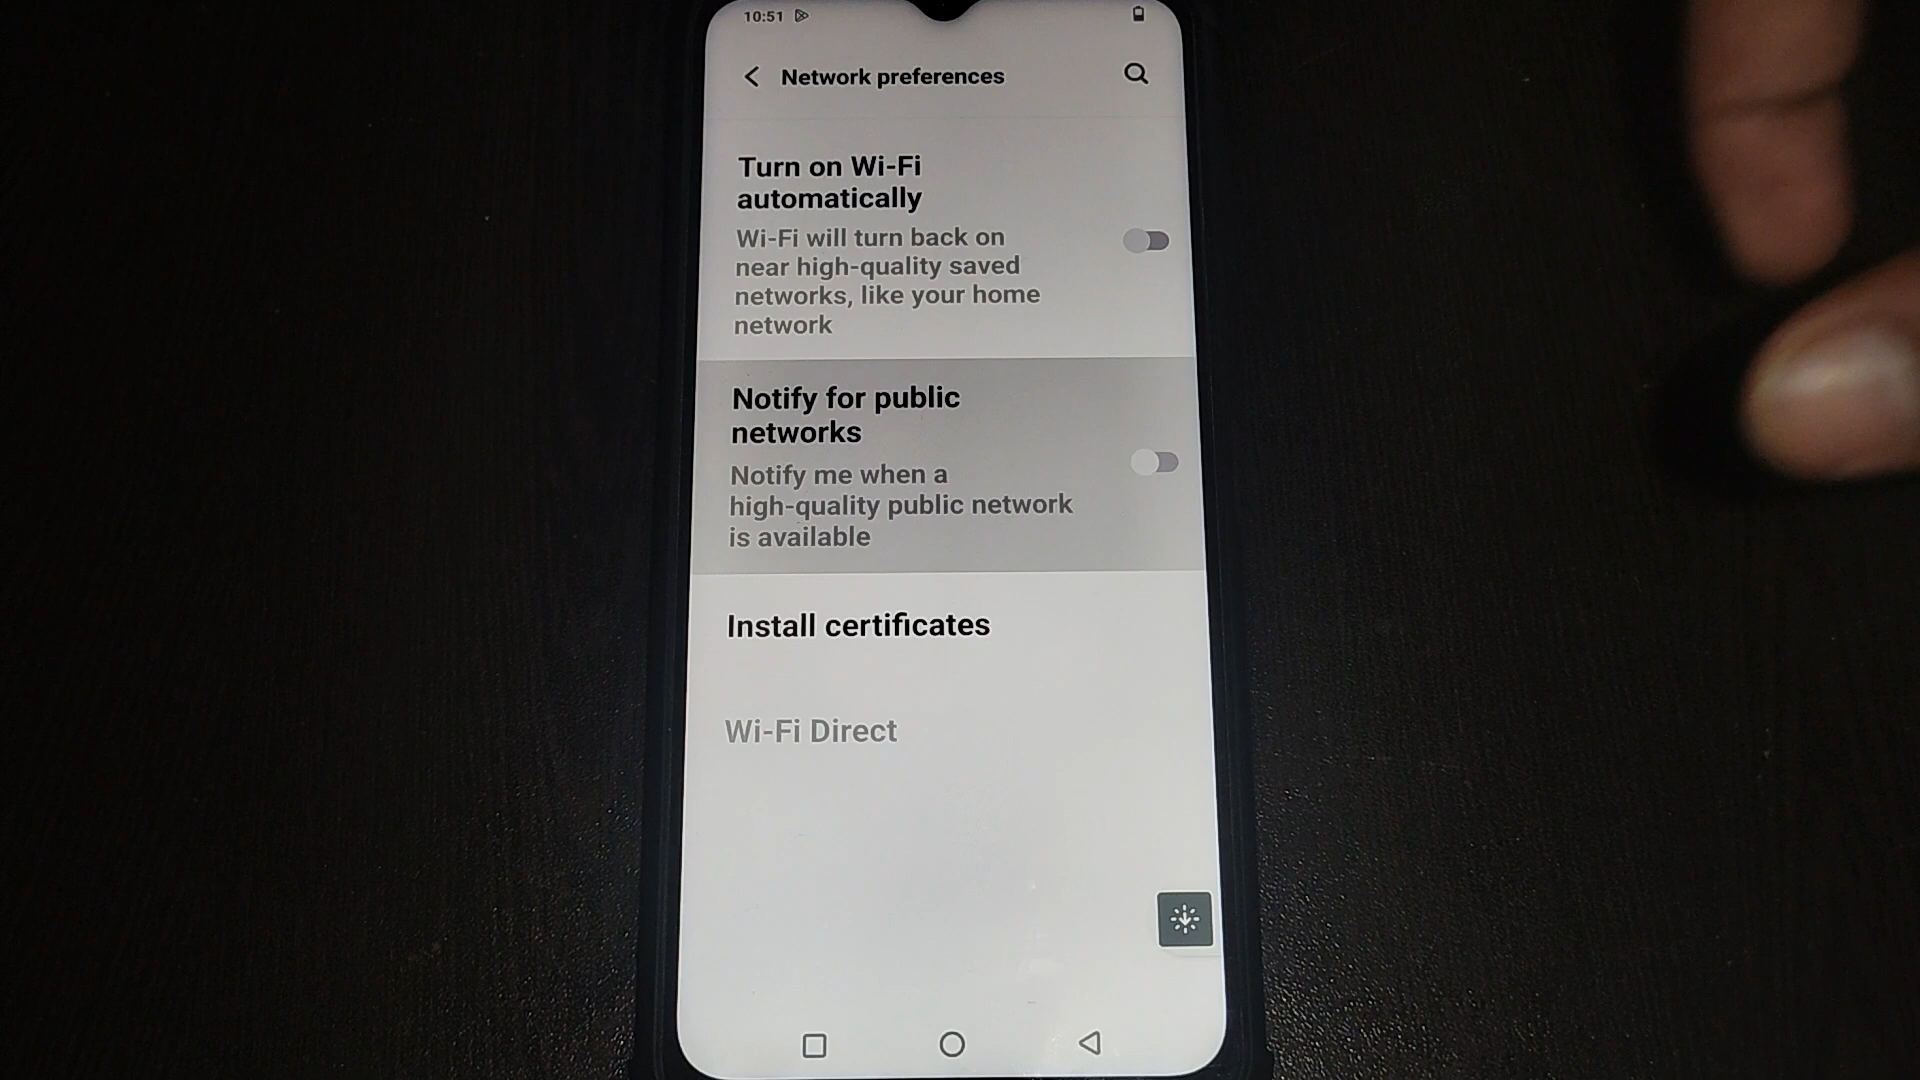 10:51
Network preferences
Turn on Wi-Fi
automatically
Wi-Fi will turn back on
near high-quality saved
networks, like your home
network
Notify for public
networks
Notify me when a
high-quality public network
is available
Install certificates
Wi-Fi Direct